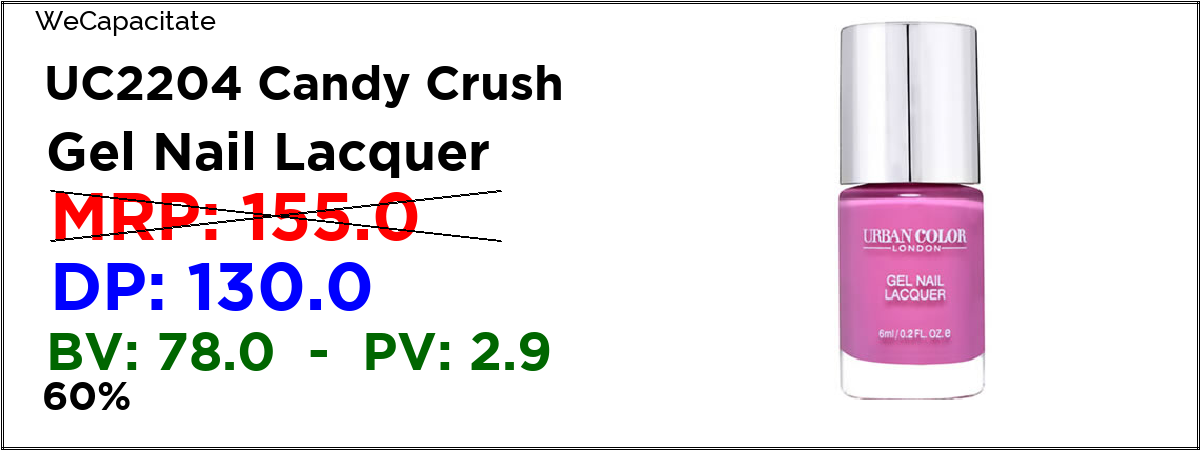 WeCapacitate
UC2204 Candy Crush
Gel Nail Lacquer
MRP: 155.0
DP: 130.0
BV: 78.0 - PV: 2.9
60%
URBAN COLOR
LONDON
GEL NAIL
LACQUER
6ml / 0.2 FL. OZ. e